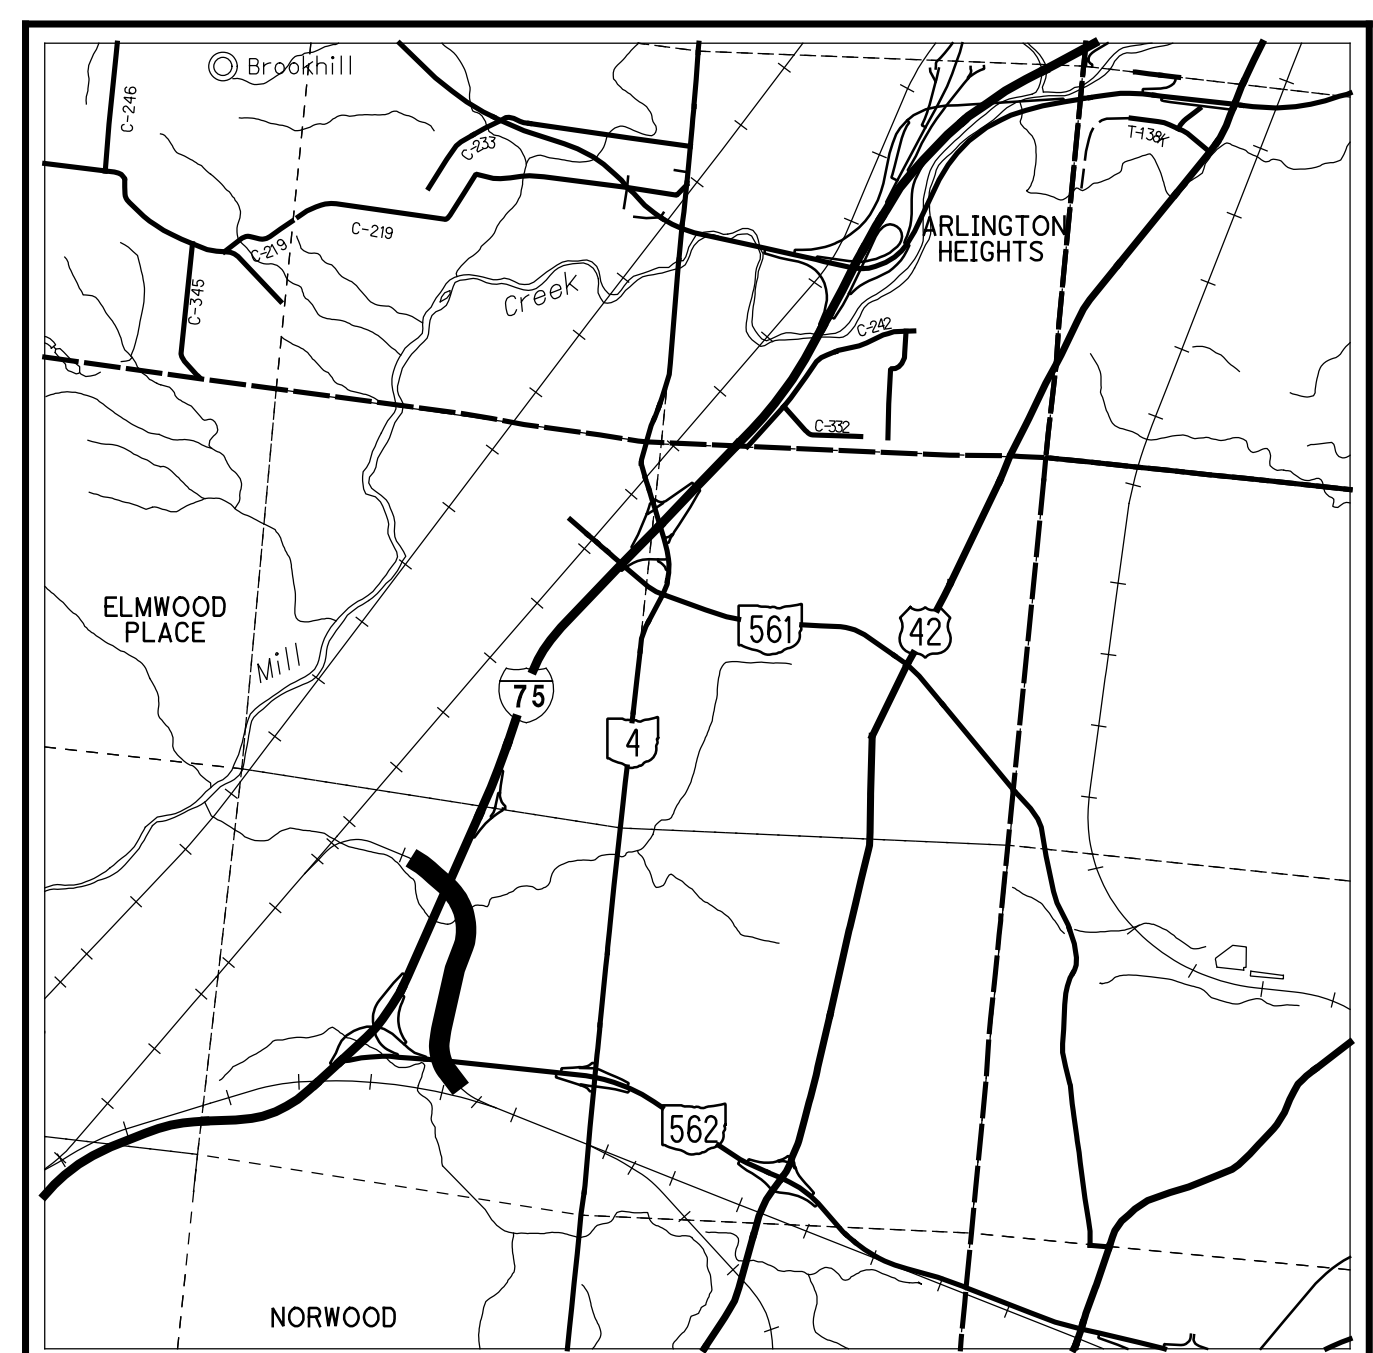 Brookhill
C-246
C-233
T-138K
C-219
C-219
ARLINGTON
HEIGHTS
C-345
Creek
C-242
C-332
ELMWOOD
PLACE
561
42
Mill
75
4
562
NORWOOD